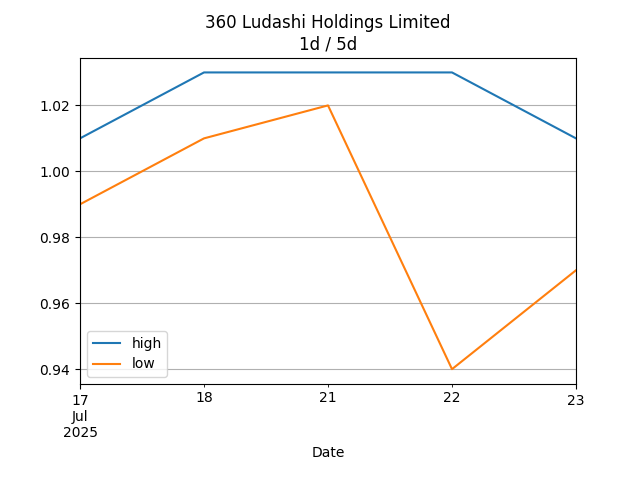 360 Ludashi Holdings Limited
1d / 5d
1.02
1.00
0.98
0.96
0.94
high
low
17 18 21 22 23
Jul
2025
Date